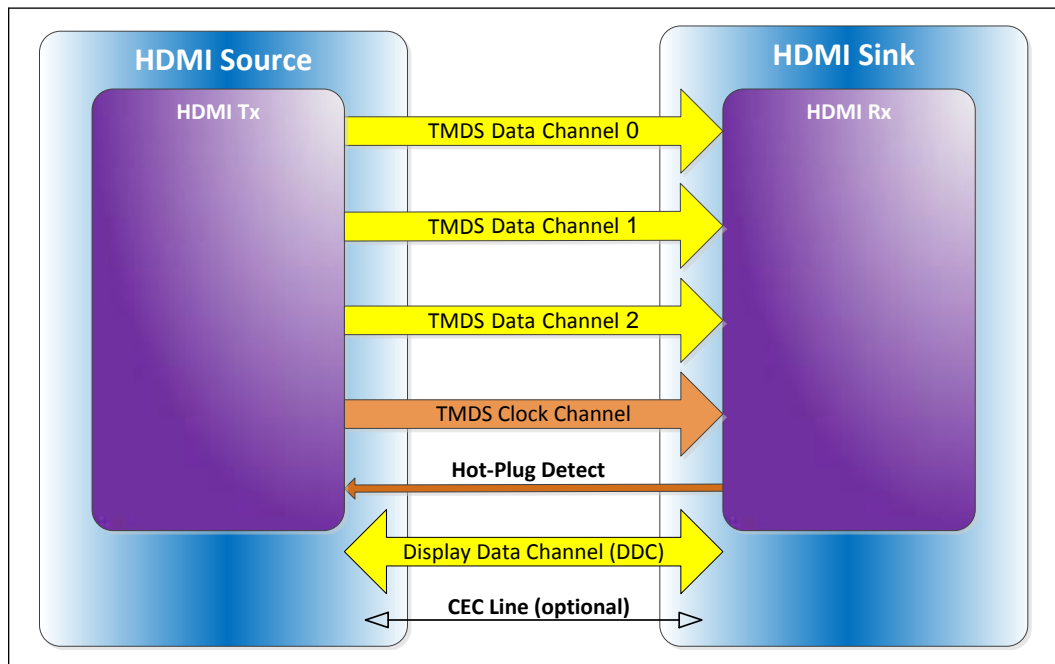 HDMI Source
HDMI Sink
HDMI Tx
HDMI Rx
TMDS Data Channel 0
TMDS Data Channel 1
TMDS Data Channel 2
TMDS Clock Channel
Hot-Plug Detect
Display Data Channel (DDC)
CEC Line (optional)